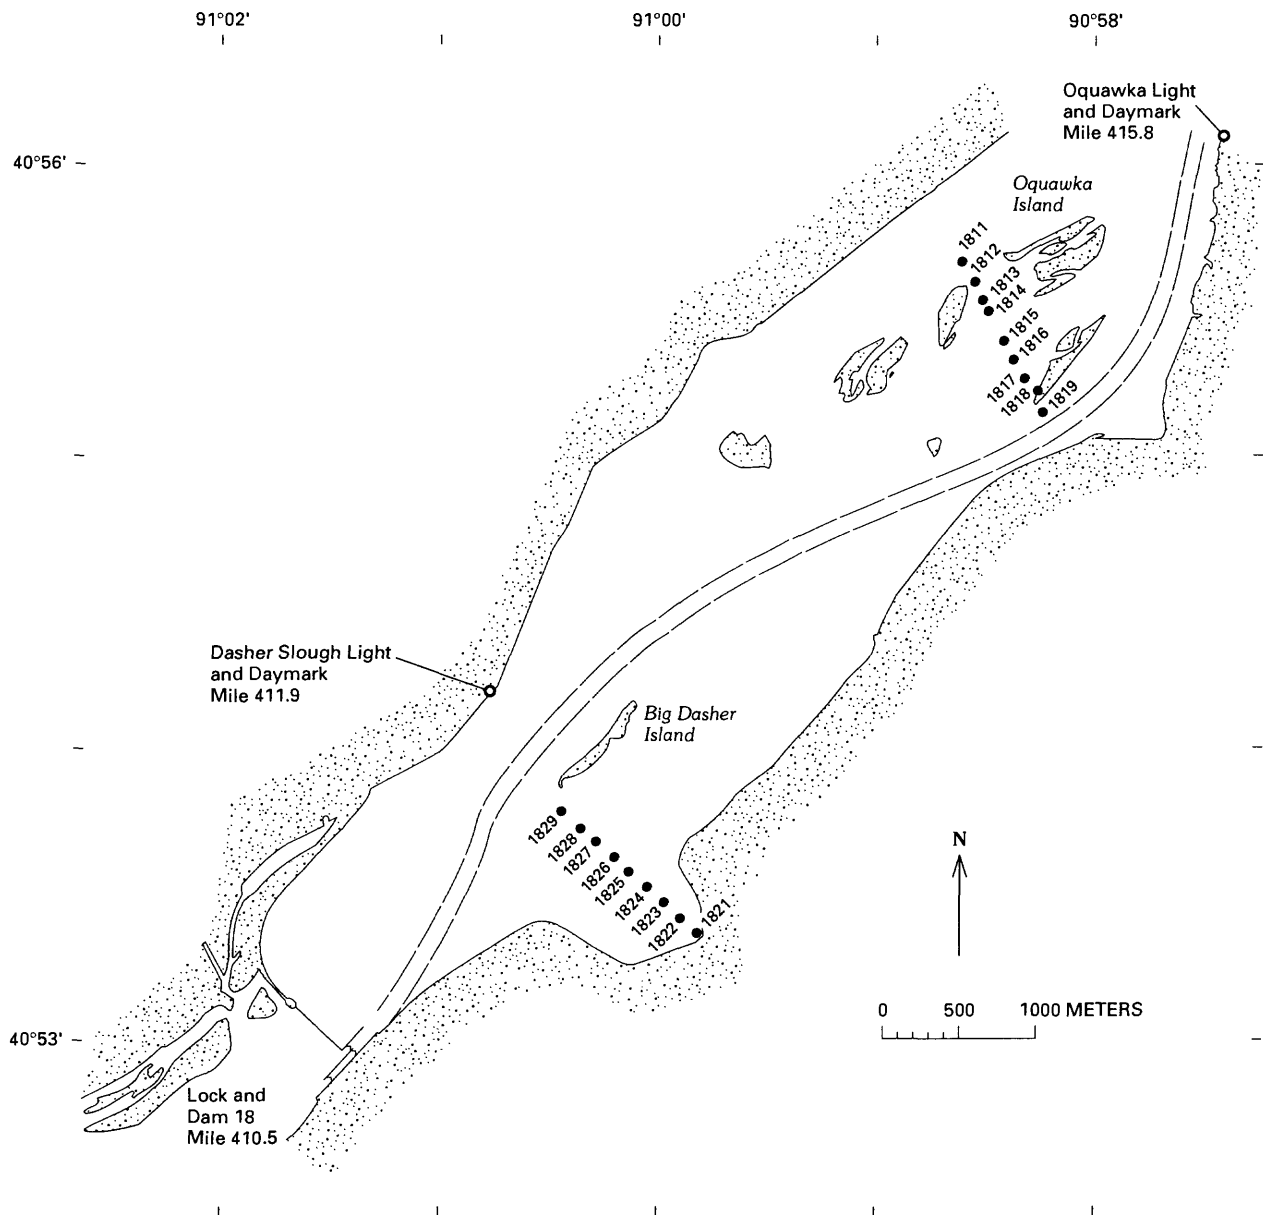 91°02'
91°00'
90°58'
Oquawka Light
and Daymark
Mile 415.8
40°56'
Oquawka
Island
1811
1812
1813
1814
1815
1816
1817
1818
1819
Dasher Slough Light
and Daymark
Mile 411.9
Big Dasher
Island
1829
1828
1827
1826
1825
1824
1823
1822
1821
N
0 500 1000 METERS
40°53'
Lock and
Dam 18
Mile 410.5